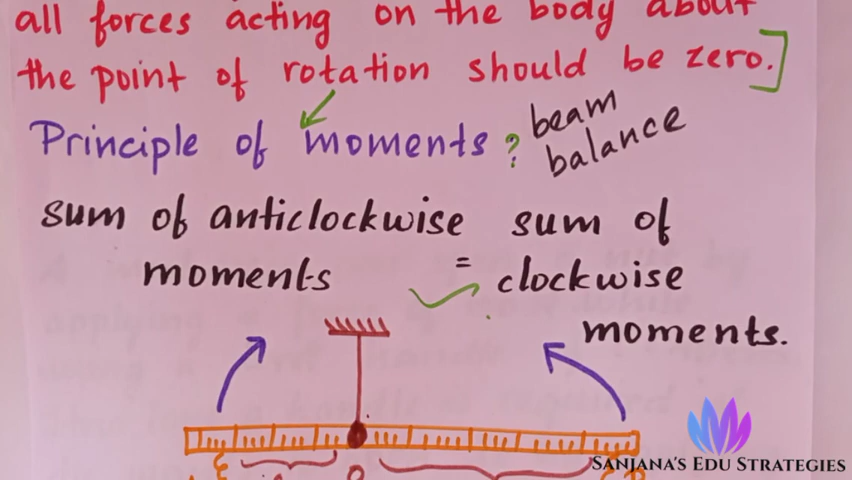 all forces acting on the body about
the point of rotation should be zero.]
Principle of moments ? beam
balance
sum of anticlockwise sum of
moments = clockwise
moments.
SANJANA'S EDU STRATEGIES